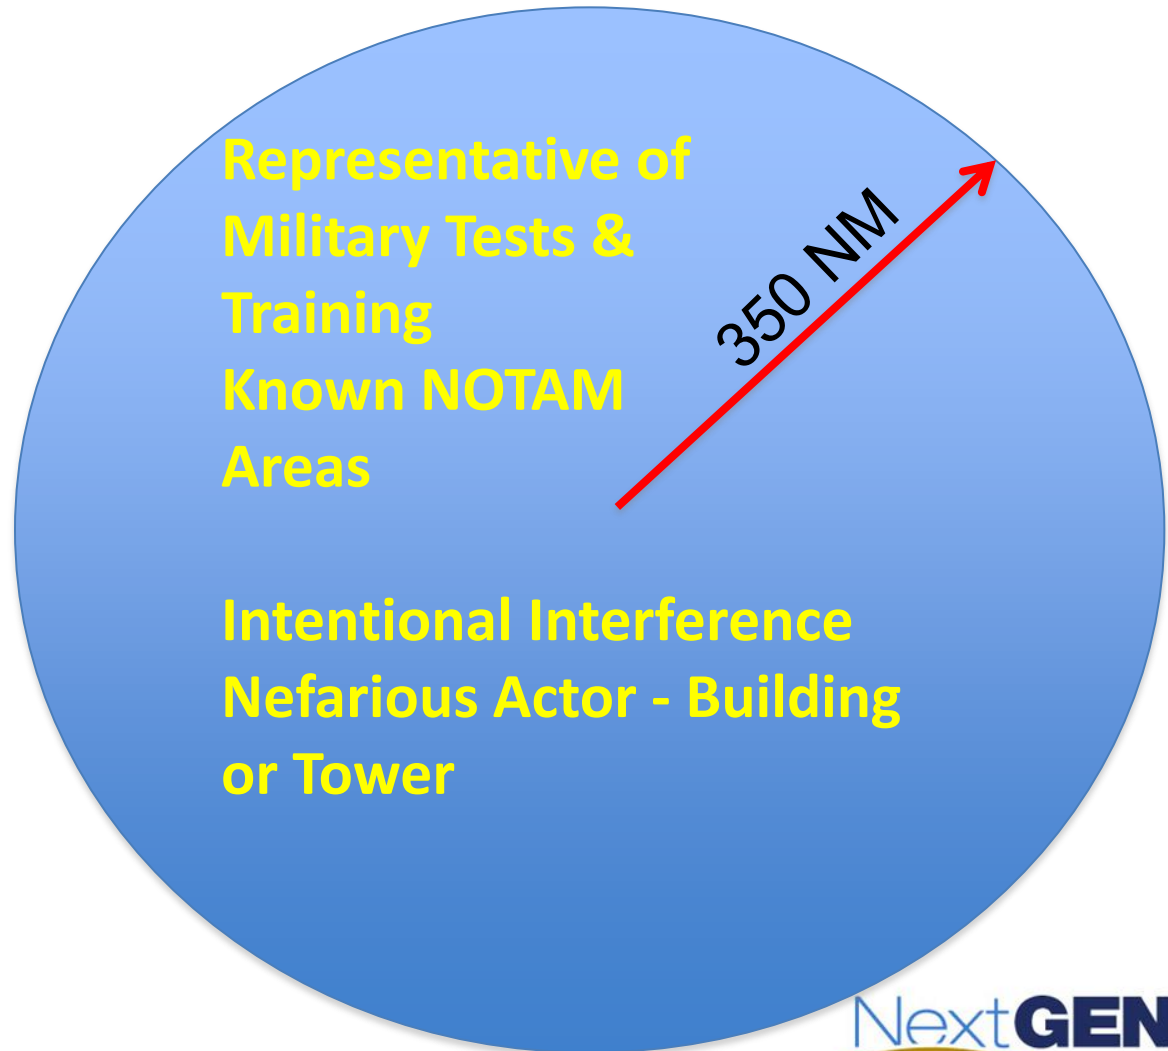 Representative of
Military Tests &
Training
Known NOTAM
Areas
350 NM
Intentional Interference
Nefarious Actor - Building
or Tower
NextGEN